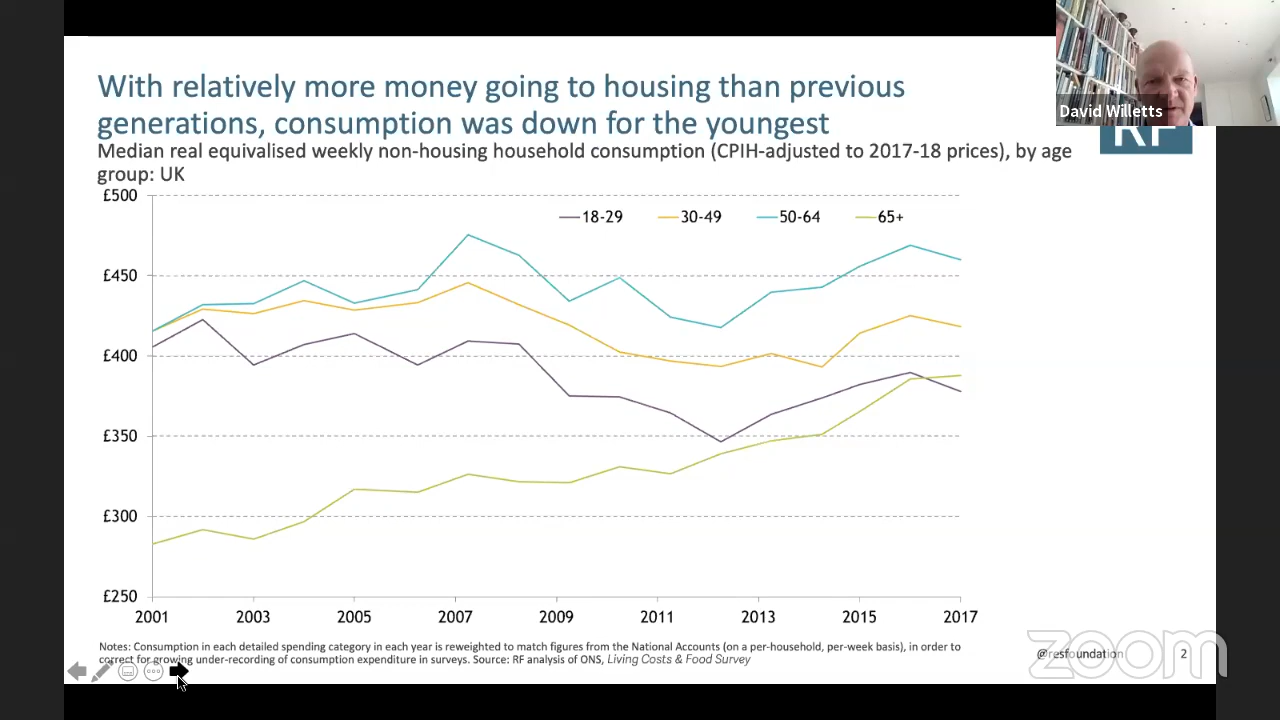 With relatively more money going to housing than previous
generations, consumption was down for the youngest
Median real equivalised weekly non-housing household consumption (CPIH-adjusted to 2017-18 prices), by age
group: UK
David Willetts
RF
£500
18-29 30-49 50-64 65+
£450
£400
£350
£300
£250
2001 2003 2005 2007 2009 2011 2013 2015 2017
Notes: Consumption in each detailed spending category in each year is reweighted to match figures from the National Accounts (on a per-household, per-week basis), in order to
correct for growing under-recording of consumption expenditure in surveys. Source: RF analysis of ONS, Living Costs & Food Survey
@resfoundation
2
zoom